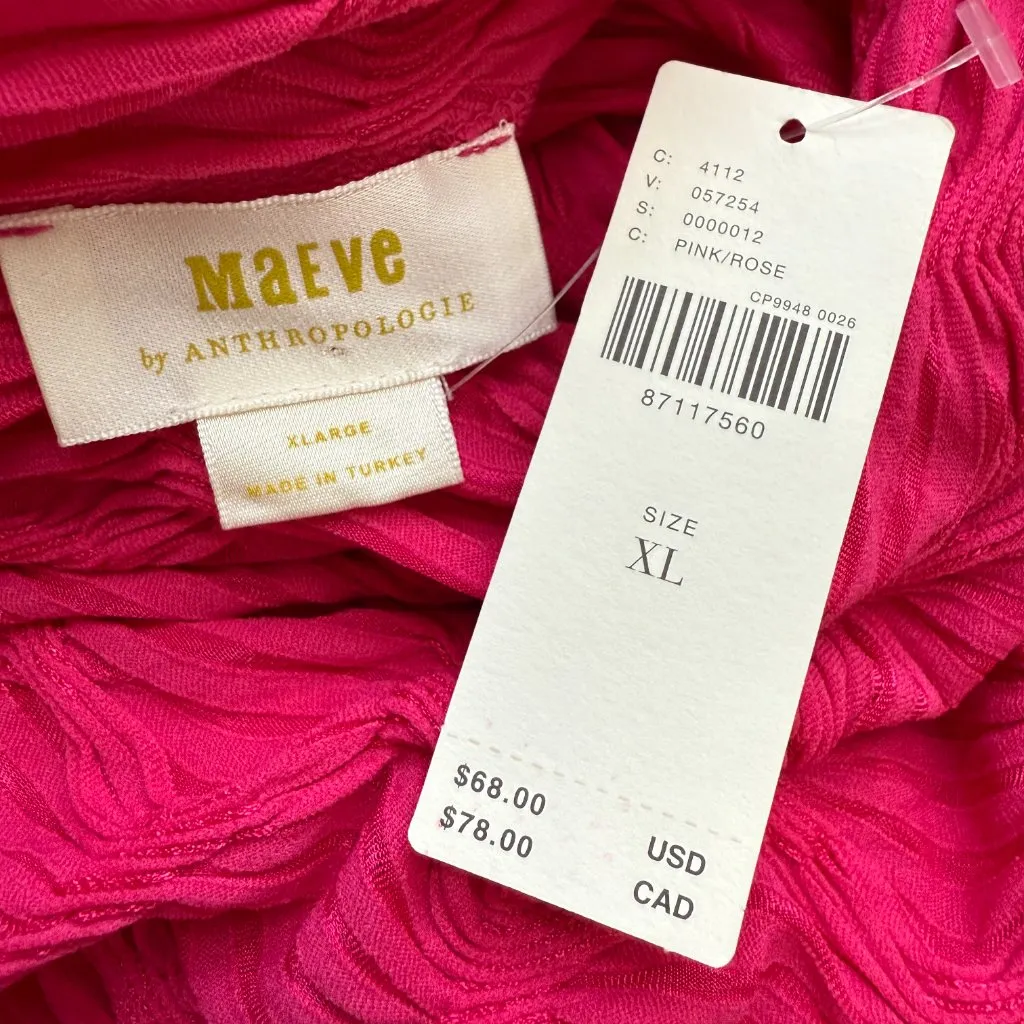 Maeve
by ANTHROPOLOGIE
XLARGE
MADE IN TURKEY
C: 4112
V: 057254
S: 0000012
C: PINK/ROSE
CP9948 0026
87117560
SIZE
XL
$68.00 USD
$78.00 CAD